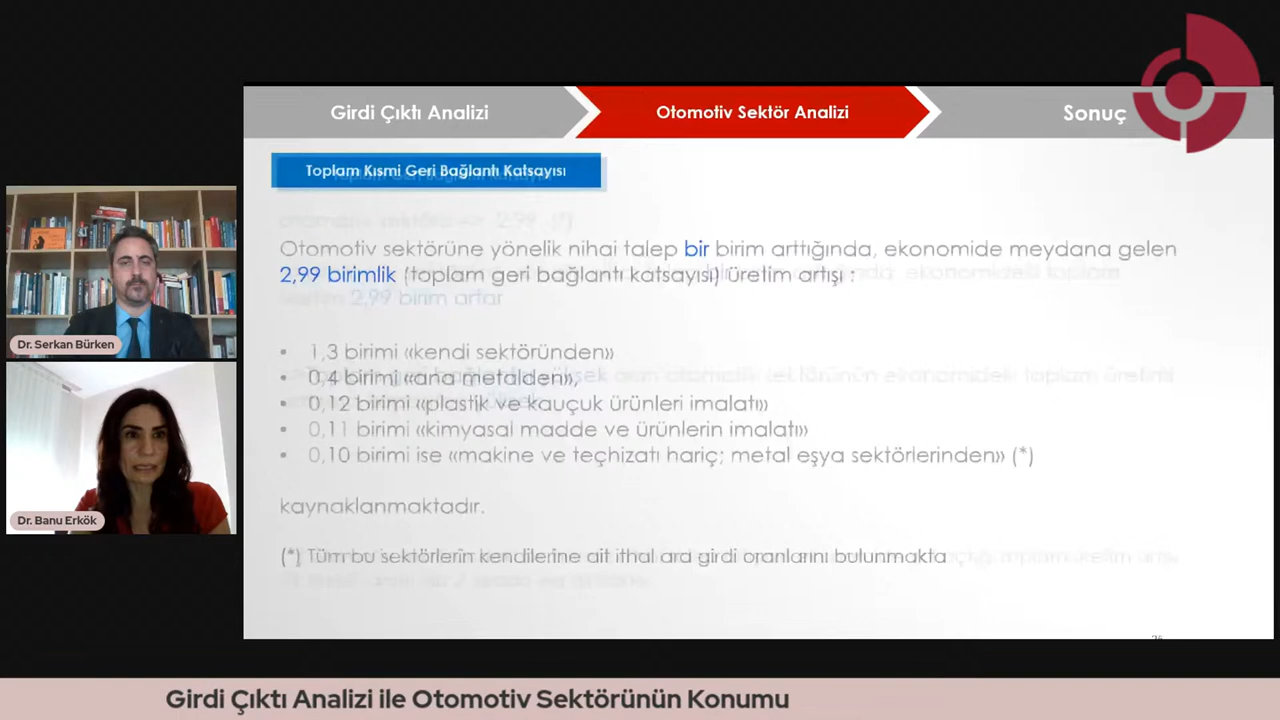 Girdi Çıktı Analizi
Otomotiv Sektör Analizi
Sonuç
Toplam Kısmi Geri Bağlantı Katsayısı
Otomotiv sektörüne yönelik nihai talep bir birim arttığında, ekonomide meydana gelen
2,99 birimlik (toplam geri bağlantı katsayısı) üretim artışı :
2,99 birim artar
• 1,3 birimi «kendi sektöründen»
• 0,4 birimi «ana metalden»,
• 0,12 birimi «plastik ve kauçuk ürünleri imalatı»
• 0,11 birimi «kimyasal madde ve ürünlerin imalatı»
• 0,10 birimi ise «makine ve teçhizatı hariç; metal eşya sektörlerinden» (*)
kaynaklanmaktadır.
(*) Tüm bu sektörlerin kendilerine ait ithal ara girdi oranlarını bulunmakta
Dr. Serkan Bürken
Dr. Banu Erkök
Girdi Çıktı Analizi ile Otomotiv Sektörünün Konumu